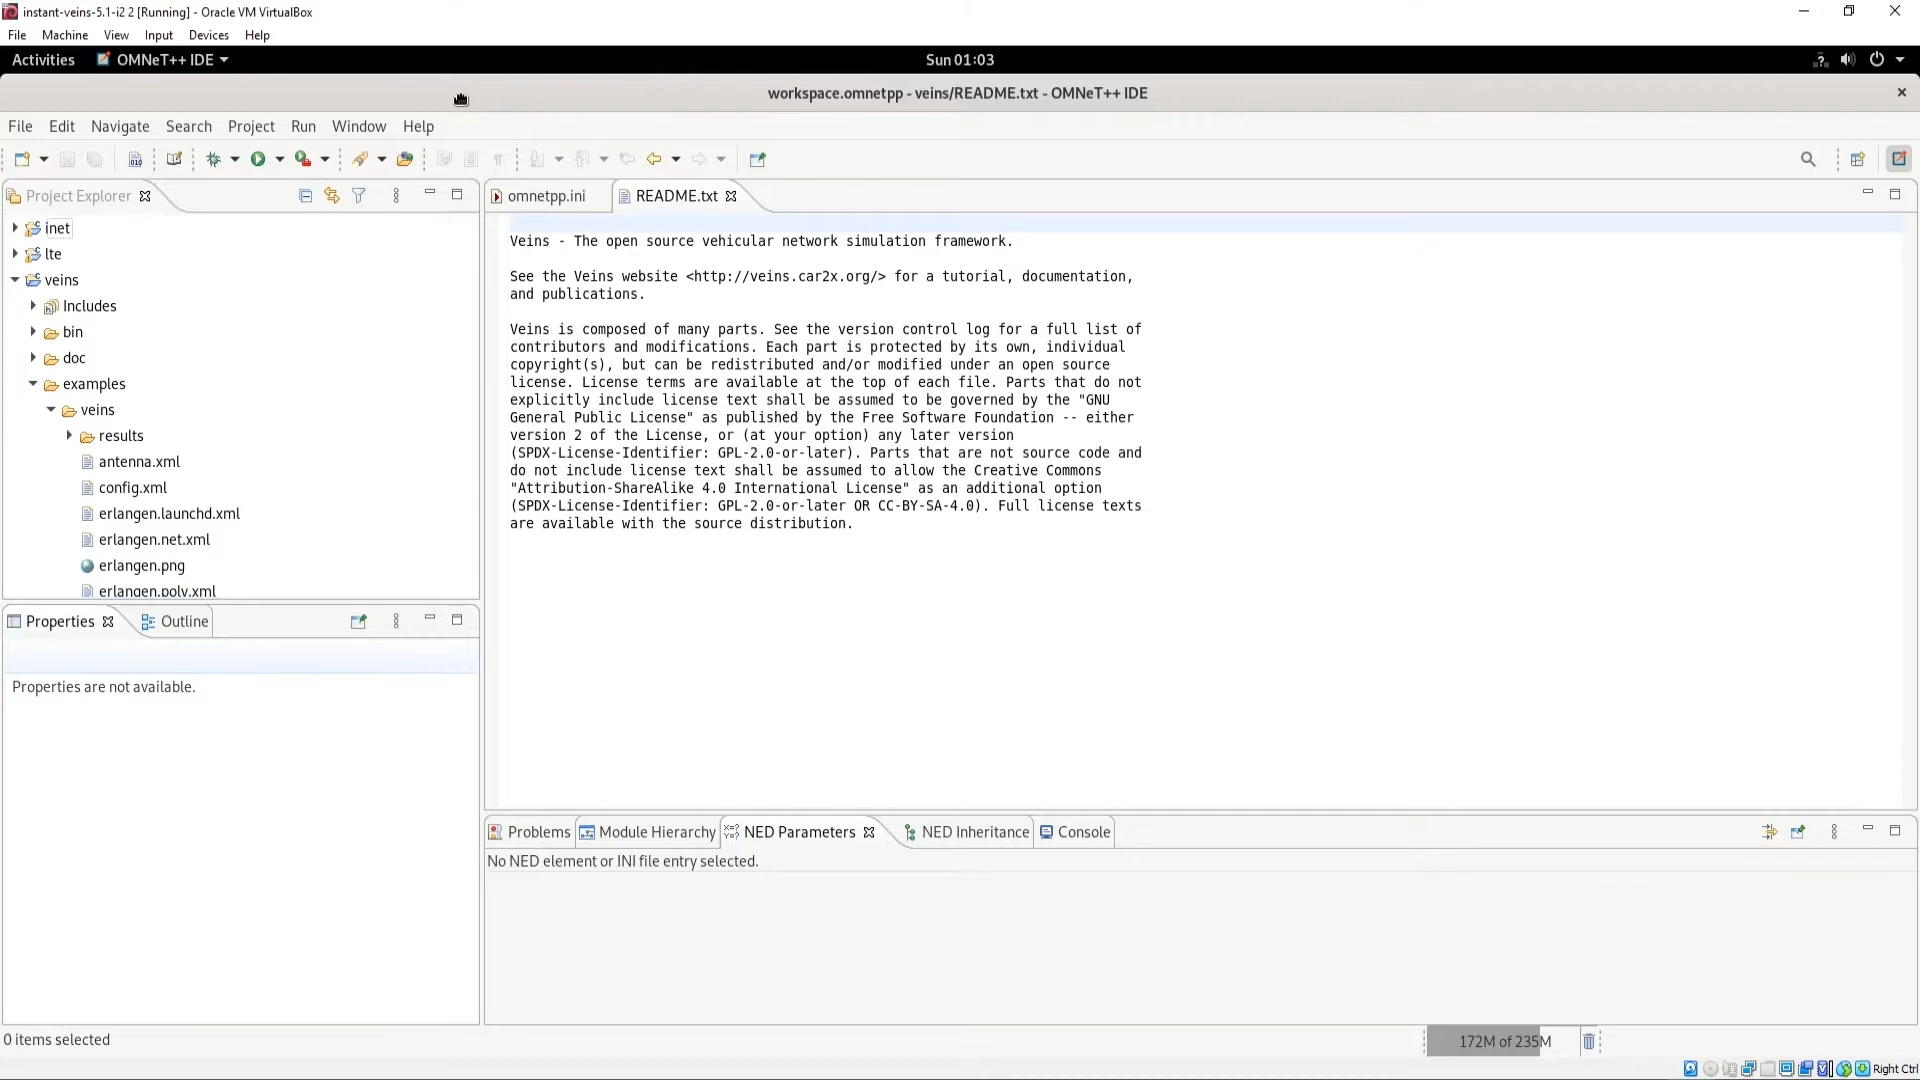 instant-veins-5.1-i2 2 [Running] - Oracle VM VirtualBox
File Machine View Input Devices Help
Activities OMNeT++ IDE Sun 01:03
workspace.omnetpp - veins/README.txt - OMNeT++ IDE
File Edit Navigate Search Project Run Window Help
Project Explorer
inet
lte
veins
Includes
bin
doc
examples
veins
results
antenna.xml
config.xml
erlangen.launchd.xml
erlangen.net.xml
erlangen.png
erlangen.poly.xml
omnetpp.ini README.txt
Veins - The open source vehicular network simulation framework.
See the Veins website <http://veins.car2x.org/> for a tutorial, documentation,
and publications.
Veins is composed of many parts. See the version control log for a full list of
contributors and modifications. Each part is protected by its own, individual
copyright(s), but can be redistributed and/or modified under an open source
license. License terms are available at the top of each file. Parts that do not
explicitly include license text shall be assumed to be governed by the "GNU
General Public License" as published by the Free Software Foundation -- either
version 2 of the License, or (at your option) any later version
(SPDX-License-Identifier: GPL-2.0-or-later). Parts that are not source code and
do not include license text shall be assumed to allow the Creative Commons
"Attribution-ShareAlike 4.0 International License" as an additional option
(SPDX-License-Identifier: GPL-2.0-or-later OR CC-BY-SA-4.0). Full license texts
are available with the source distribution.
Properties Outline
Properties are not available.
Problems Module Hierarchy NED Parameters NED Inheritance Console
No NED element or INI file entry selected.
0 items selected
172M of 235M
Right Ctrl